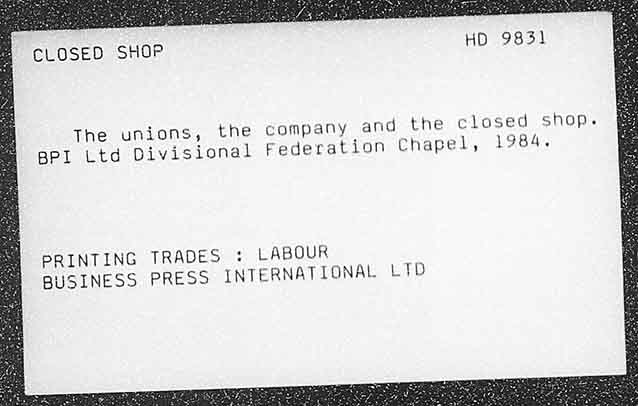 CLOSED SHOP
HD 9831
The unions, the company and the closed shop.
BPI Ltd Divisional Federation Chapel, 1984.
PRINTING TRADES : LABOUR
BUSINESS PRESS INTERNATIONAL LTD